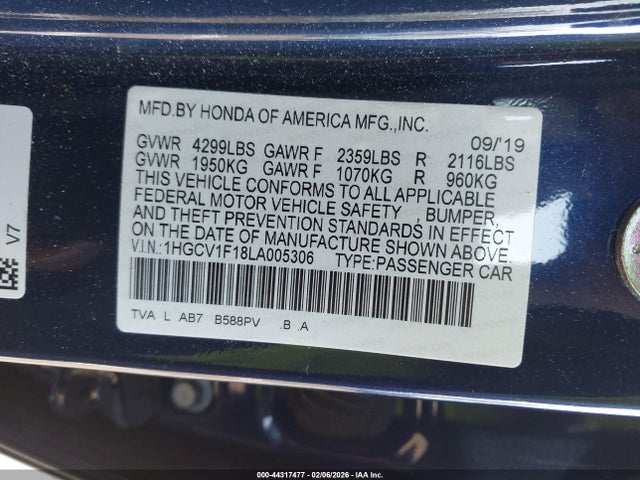 MFD.BY HONDA OF AMERICA MFG.,INC.
09/'19
GVWR 4299LBS GAWR F 2359LBS R 2116LBS
GVWR 1950KG GAWR F 1070KG R 960KG
THIS VEHICLE CONFORMS TO ALL APPLICABLE
FEDERAL MOTOR VEHICLE SAFETY , BUMPER,
AND THEFT PREVENTION STANDARDS IN EFFECT
ON THE DATE OF MANUFACTURE SHOWN ABOVE.
V.I.N.:1HGCV1F18LA005306 TYPE:PASSENGER CAR
TVA L AB7 B588PV .B .A
V7
000-44317477 - 02/06/2026 - IAA Inc.